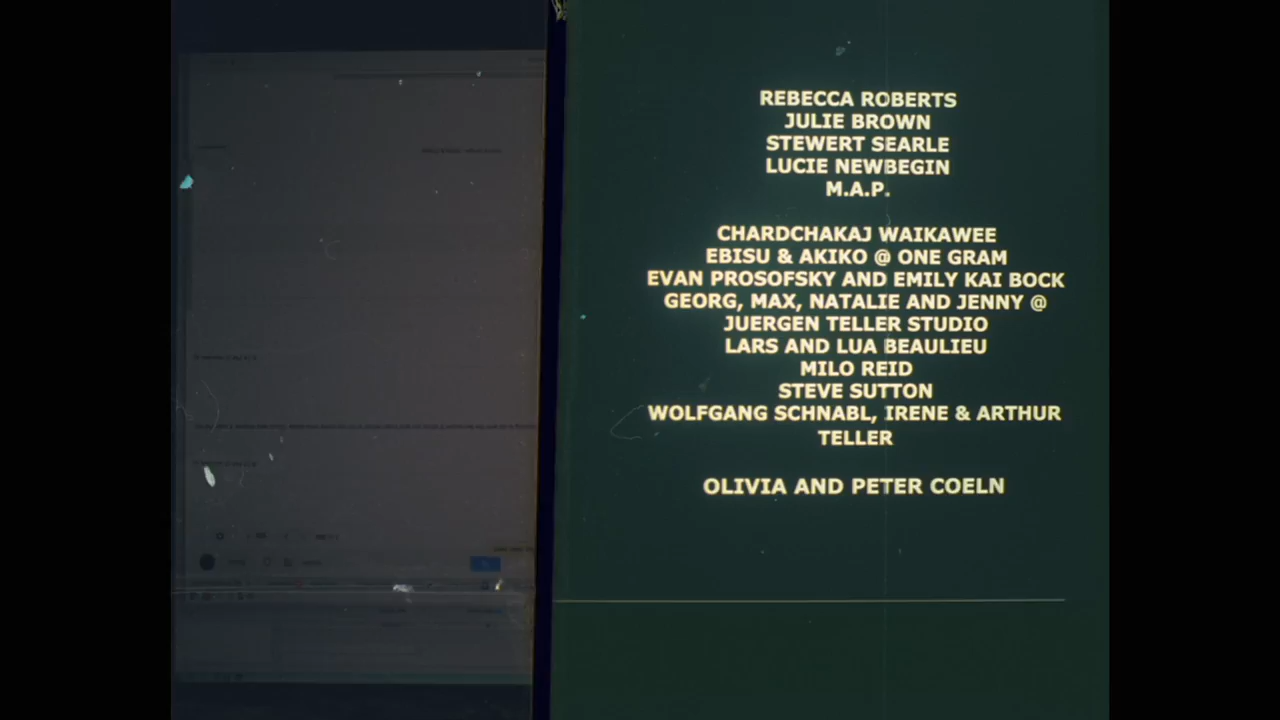 REBECCA ROBERTS
JULIE BROWN
STEWERT SEARLE
LUCIE NEWBEGIN
M.A.P.
CHARDCHAKAJ WAIKAWEE
EBISU & AKIKO @ ONE GRAM
EVAN PROSOFSKY AND EMILY KAI BOCK
GEORG, MAX, NATALIE AND JENNY @
JUERGEN TELLER STUDIO
LARS AND LUA BEAULIEU
MILO REID
STEVE SUTTON
WOLFGANG SCHNABL, IRENE & ARTHUR
TELLER
OLIVIA AND PETER COELN